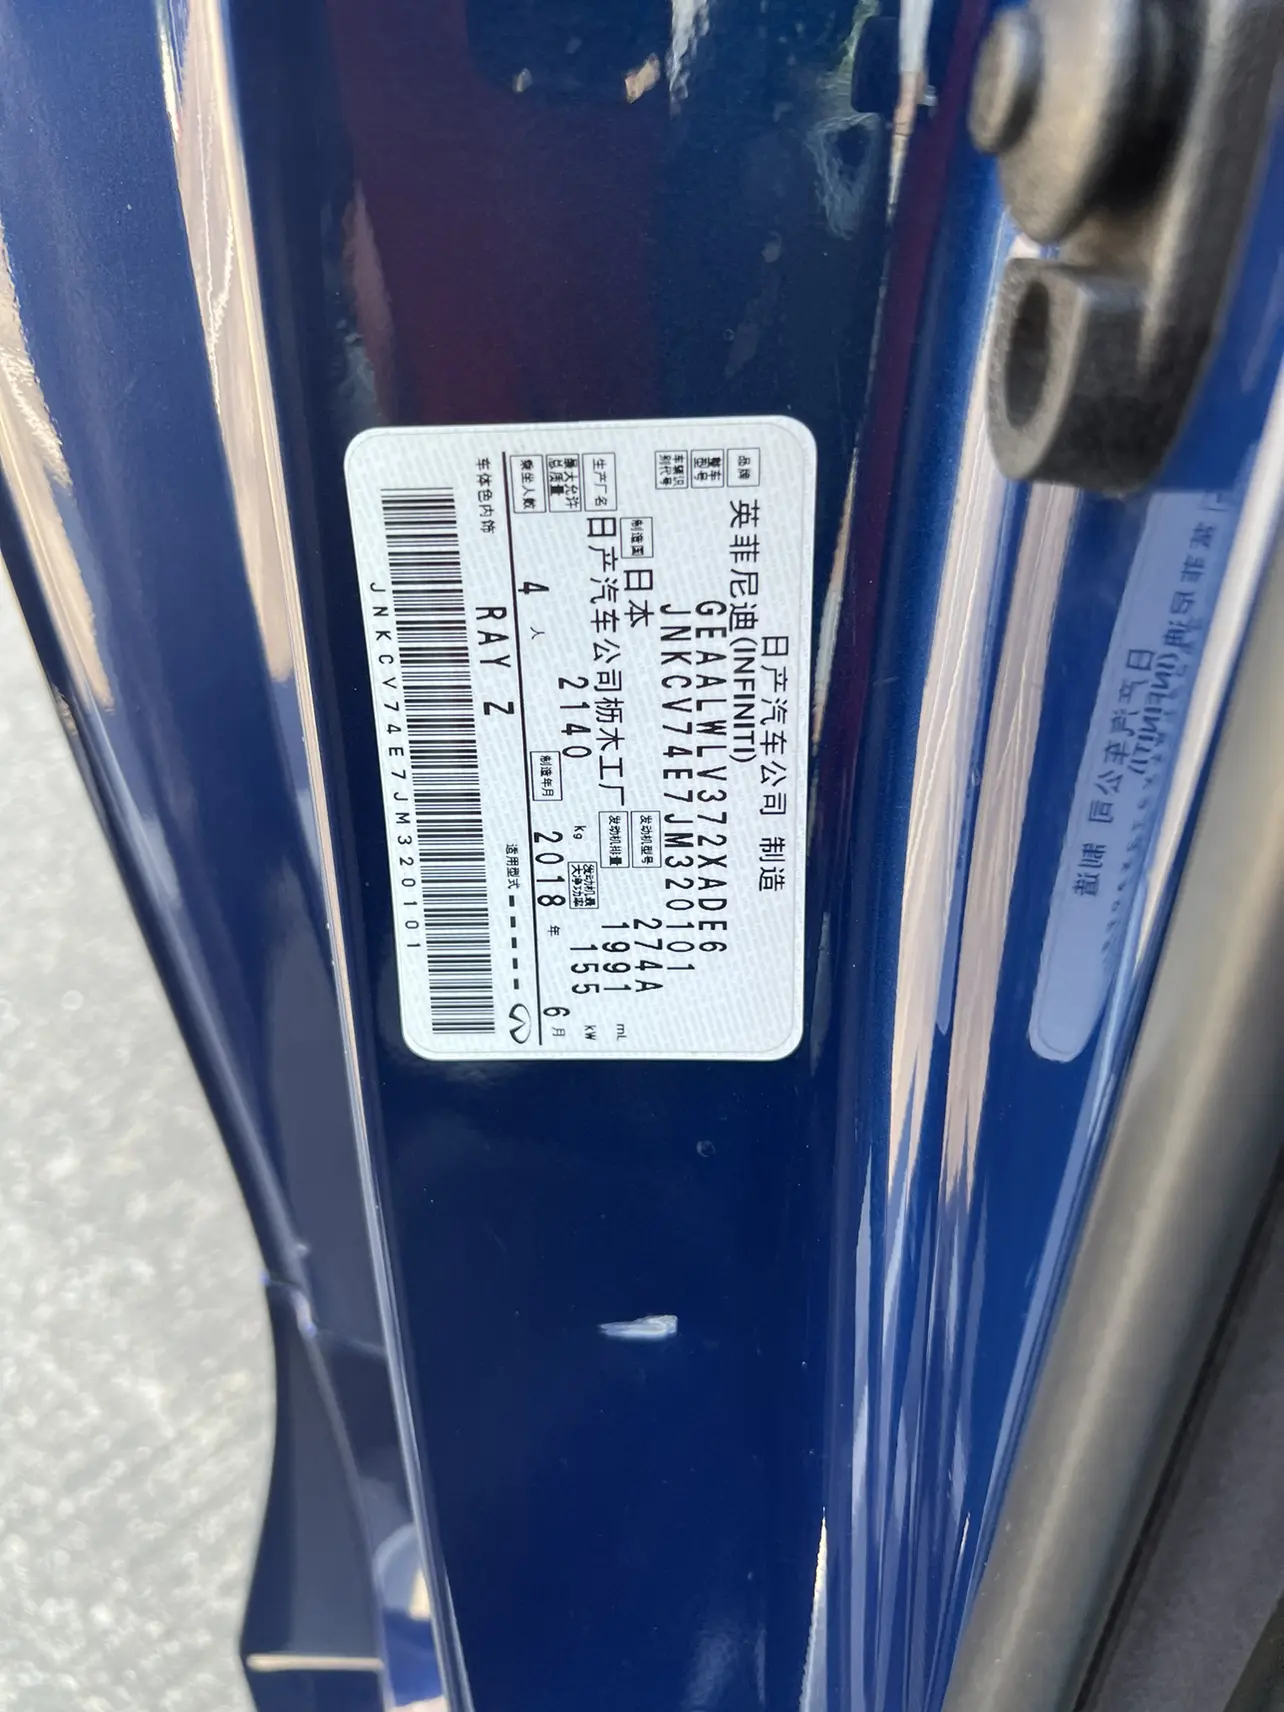 日产汽车公司 制造
品牌 英菲尼迪(INFINITI)
整车型号 GEAALWLV372XADE6
车辆识别代号 JNKCV74E7JM320101
制造国 日本 发动机型号 274A
生产厂名 日产汽车公司枥木工厂 发动机排量 1991 mL
最大允许总质量 2140 kg 发动机最大净功率 155 kW
乘坐人数 4 人 制造年月 2018 年 6 月
车体色内饰 RAY Z 适用型式 -----
JNKCV74E7JM320101